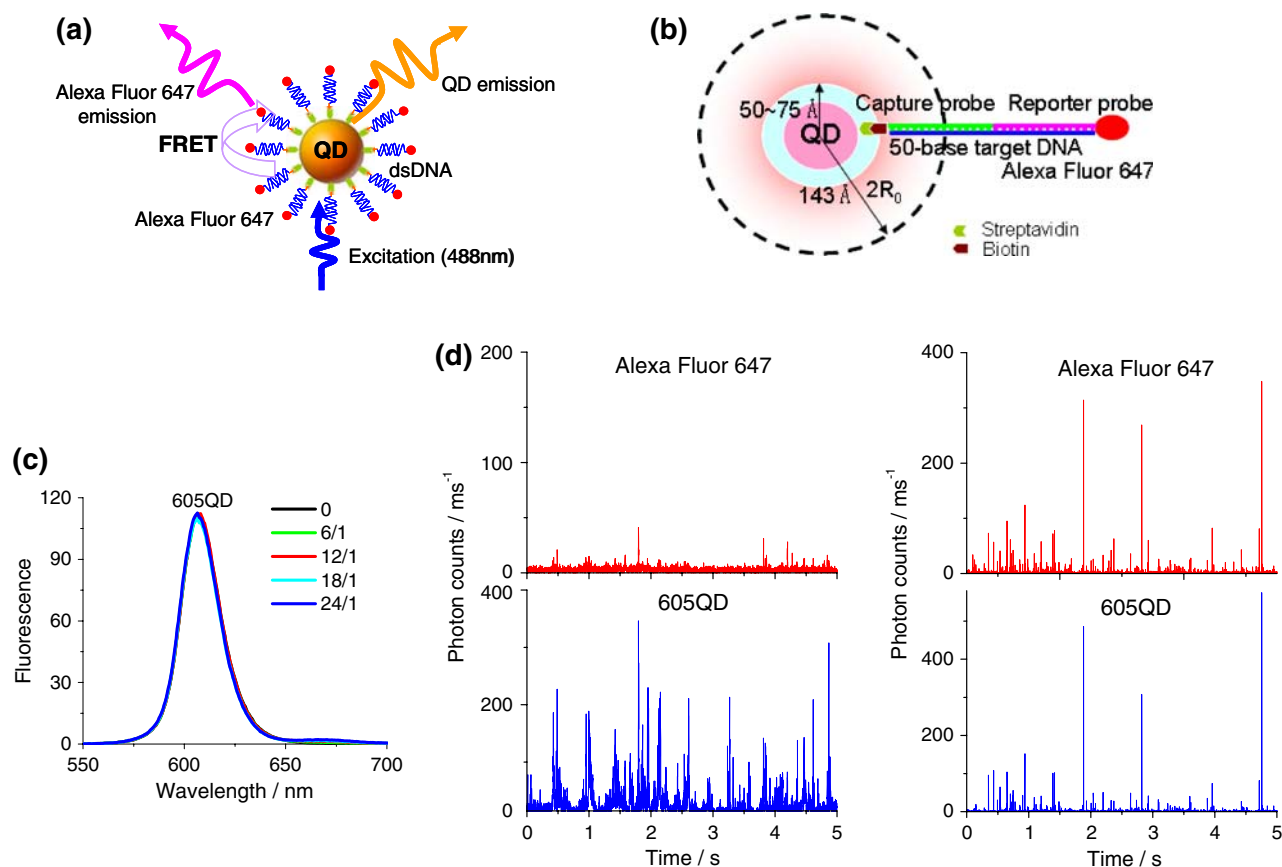 (a)
Alexa Fluor 647
emission
QD emission
FRET
QD
dsDNA
Alexa Fluor 647
Excitation (488nm)
(b)
50~75 Å
Capture probe
Reporter probe
QD
50-base target DNA
Alexa Fluor 647
143 Å
2R₀
Streptavidin
Biotin
(c)
Fluorescence
120
90
60
30
0
605QD
0
6/1
12/1
18/1
24/1
550
600
650
700
Wavelength / nm
(d)
Photon counts / ms⁻¹
200
100
0
Alexa Fluor 647
400
200
0
605QD
0
1
2
3
4
5
Time / s
Photon counts / ms⁻¹
400
200
0
Alexa Fluor 647
400
200
0
605QD
0
1
2
3
4
5
Time / s